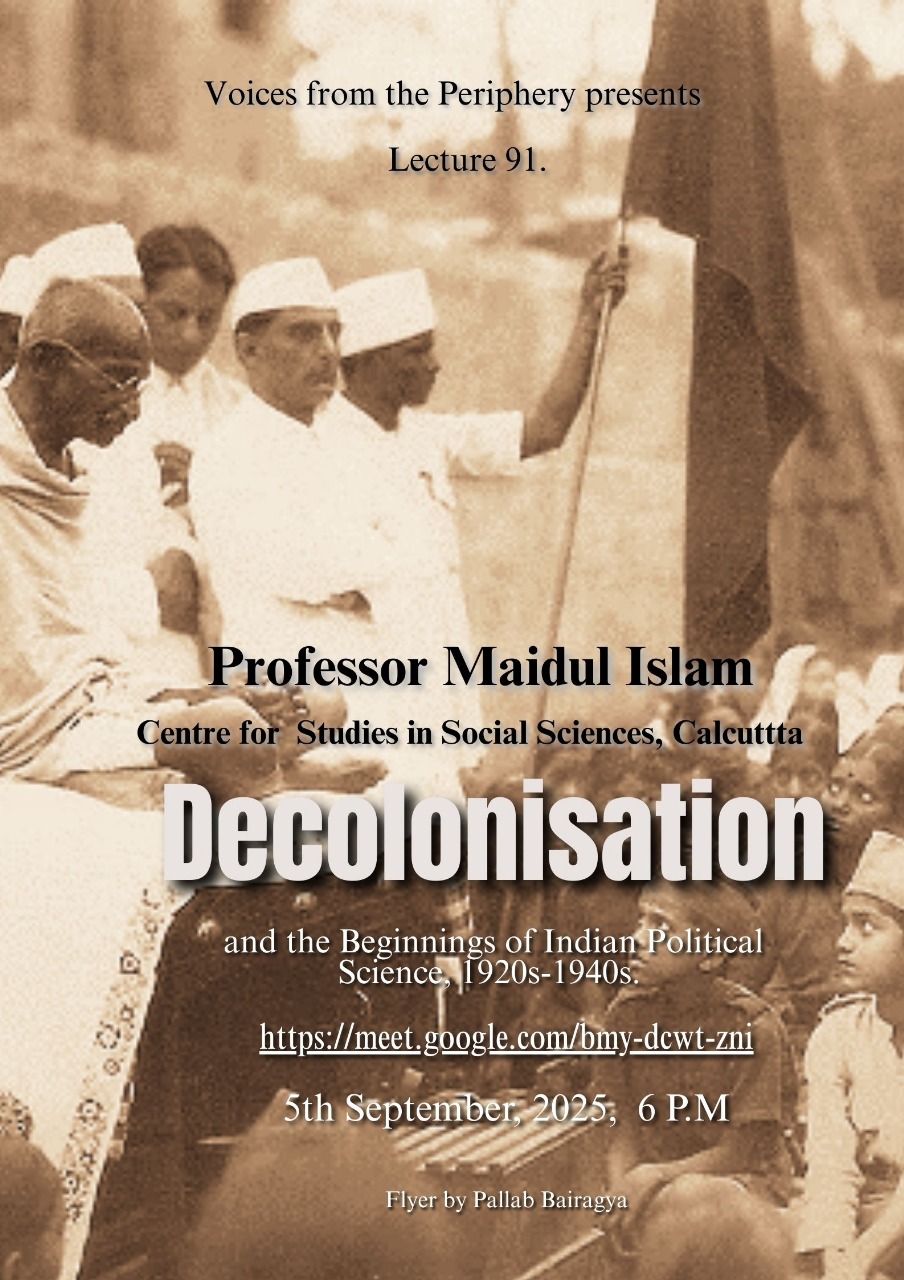 Voices from the Periphery presents
Lecture 91.
Professor Maidul Islam
Centre for  Studies in Social Sciences, Calcuttta
Decolonisation
and the Beginnings of Indian Political
Science, 1920s-1940s.
https://meet.google.com/bmy-dcwt-zni
5th September, 2025,  6 P.M
Flyer by Pallab Bairagya